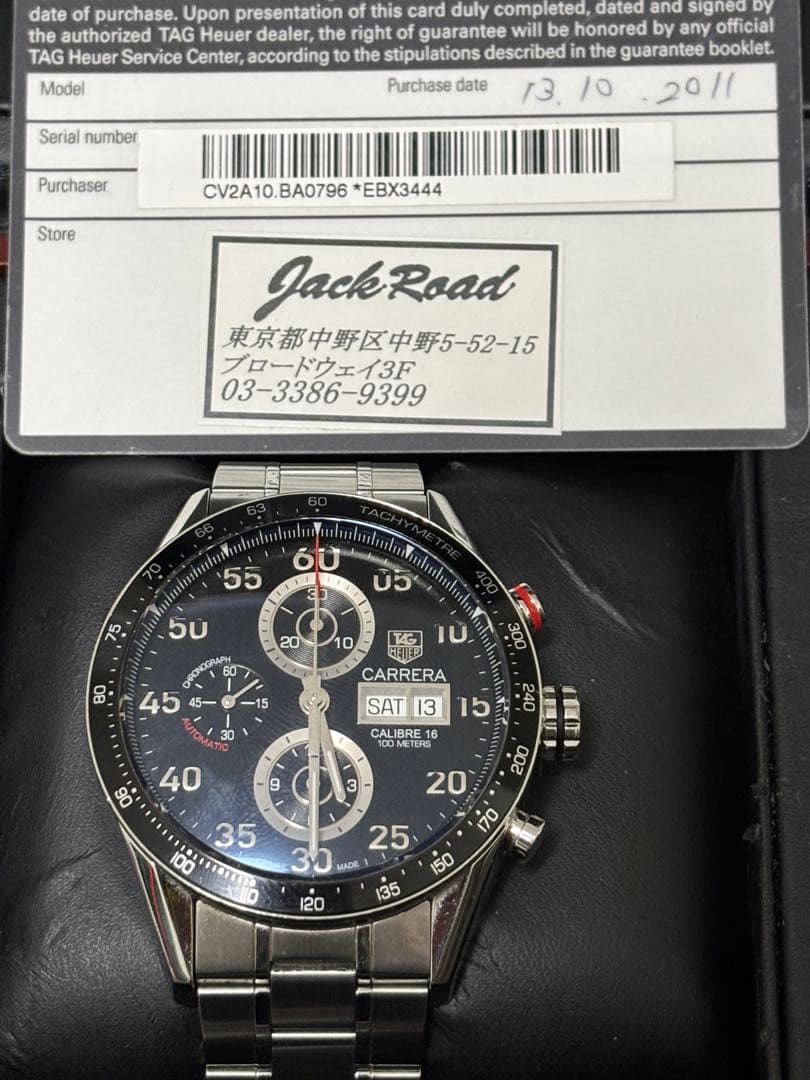 date of purchase. Upon presentation of this card duly completed, dated and signed by
the authorized TAG Heuer dealer, the right of guarantee will be honored by any official
TAG Heuer Service Center, according to the stipulations described in the guarantee booklet.
Model
Purchase date 13.10.2011
Serial number
Purchaser
CV2A10.BA0796 *EBX3444
Store
Jack Road
東京都中野区中野5-52-15
ブロードウェイ3F
03-3386-9399
60 TACHYMETRE 400 300 240 200 170 150 135 120 110 100 90 80 75 70 66 63
60 05 10 15 20 25 30 35 40 45 50 55
30 10 20
TAG
HEUER
CARRERA
SAT 13
CALIBRE 16
100 METERS
CHRONOGRAPH
60 15 30 45
AUTOMATIC
9 3
MADE